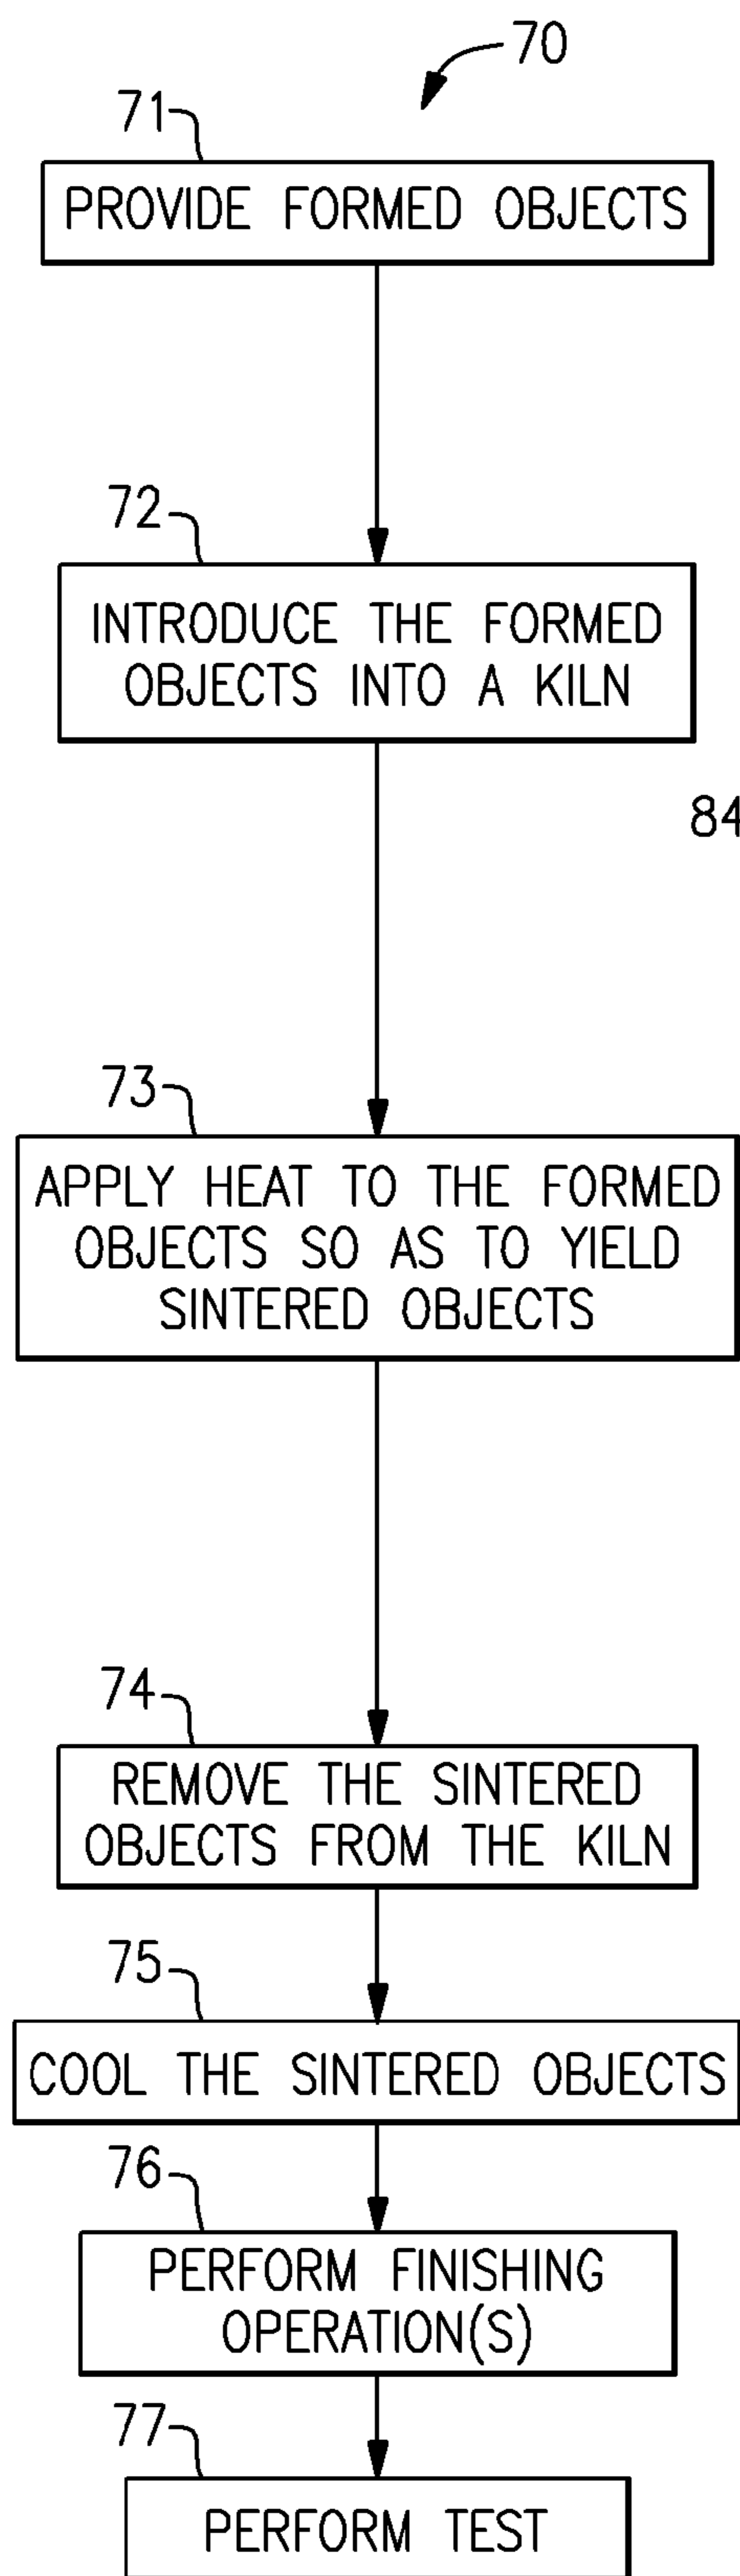 70
71
PROVIDE FORMED OBJECTS
72
INTRODUCE THE FORMED
OBJECTS INTO A KILN
84
73
APPLY HEAT TO THE FORMED
OBJECTS SO AS TO YIELD
SINTERED OBJECTS
74
REMOVE THE SINTERED
OBJECTS FROM THE KILN
75
COOL THE SINTERED OBJECTS
76
PERFORM FINISHING
OPERATION(S)
77
PERFORM TEST